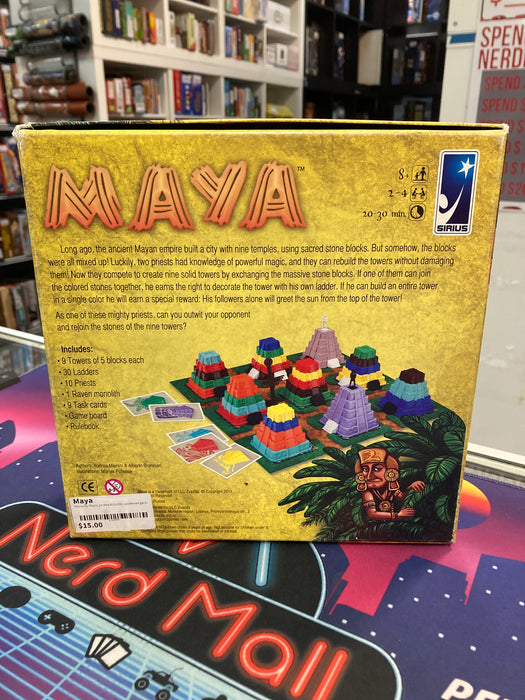 SPEND
NERD
SPEND $
SPEND $
MAYA™
8+
2-4
20-30 min.
SIRIUS
Long ago, the ancient Mayan empire built a city with nine temples, using sacred stone blocks. But somehow, the blocks
were all mixed up! Luckily, two priests had knowledge of powerful magic, and they can rebuild the towers without damaging
them! Now they compete to create nine solid towers by exchanging the massive stone blocks. If one of them can join
the colored stones together, he earns the right to decorate the tower with his own ladder. If he can build an entire tower
in a single color he will earn a special reward: His followers alone will greet the sun from the top of the tower!
As one of these mighty priests, can you outwit your opponent
and rejoin the stones of the nine towers?
Includes:
• 9 Towers of 5 blocks each
• 30 Ladders
• 10 Priests
• 1 Raven monolith
• 9 Task cards
• Game board
• Rulebook.
CE
Maya
$15.00
Nerd Mall